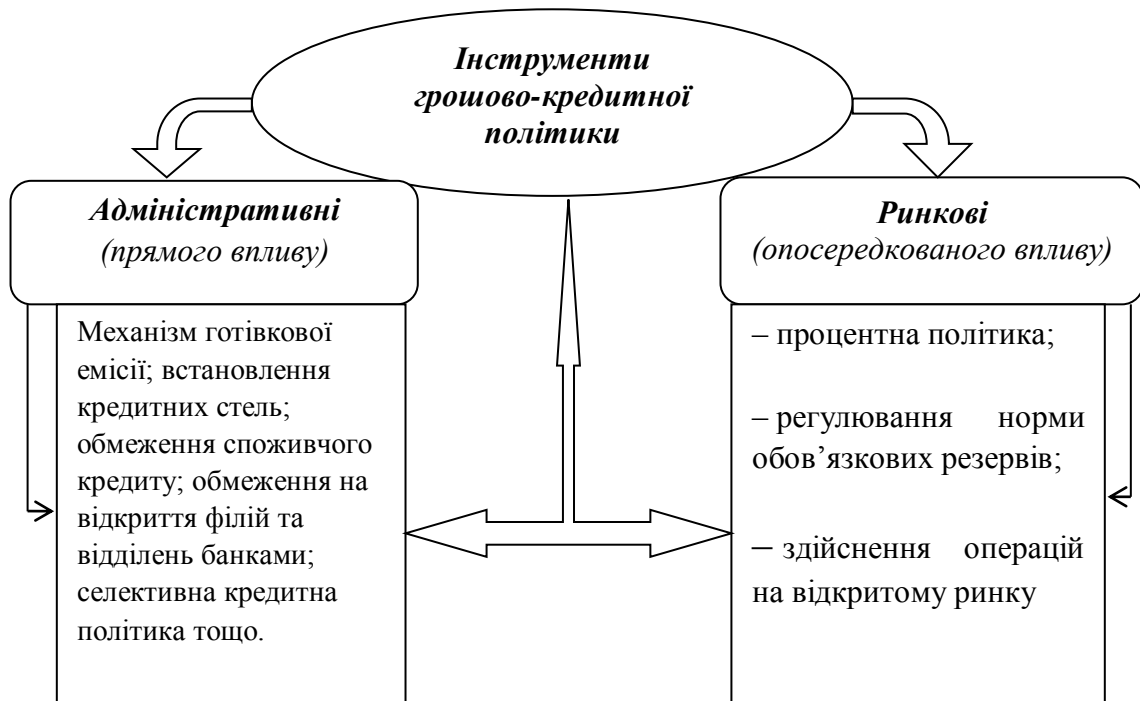 Інструменти
грошово-кредитної
політики
Адміністративні
(прямого впливу)
Механізм готівкової
емісії; встановлення
кредитних стель;
обмеження споживчого
кредиту; обмеження на
відкриття філій та
відділень банками;
селективна кредитна
політика тощо.
Ринкові
(опосередкованого впливу)
– процентна політика;
– регулювання норми
обов’язкових резервів;
– здійснення операцій
на відкритому ринку